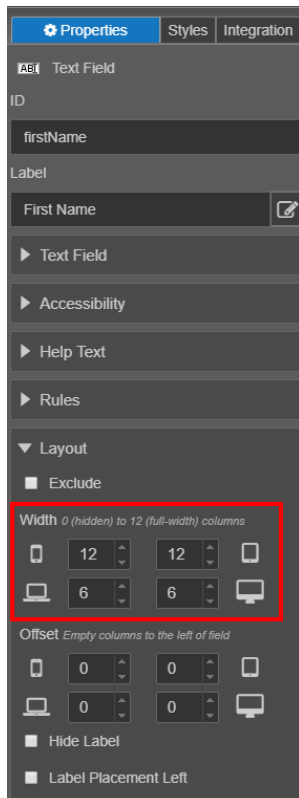 Properties Styles Integration
ABI Text Field
ID
firstName
Label
First Name
Text Field
Accessibility
Help Text
Rules
Layout
Exclude
Width 0 (hidden) to 12 (full-width) columns
12 12
6 6
Offset Empty columns to the left of field
0 0
0 0
Hide Label
Label Placement Left